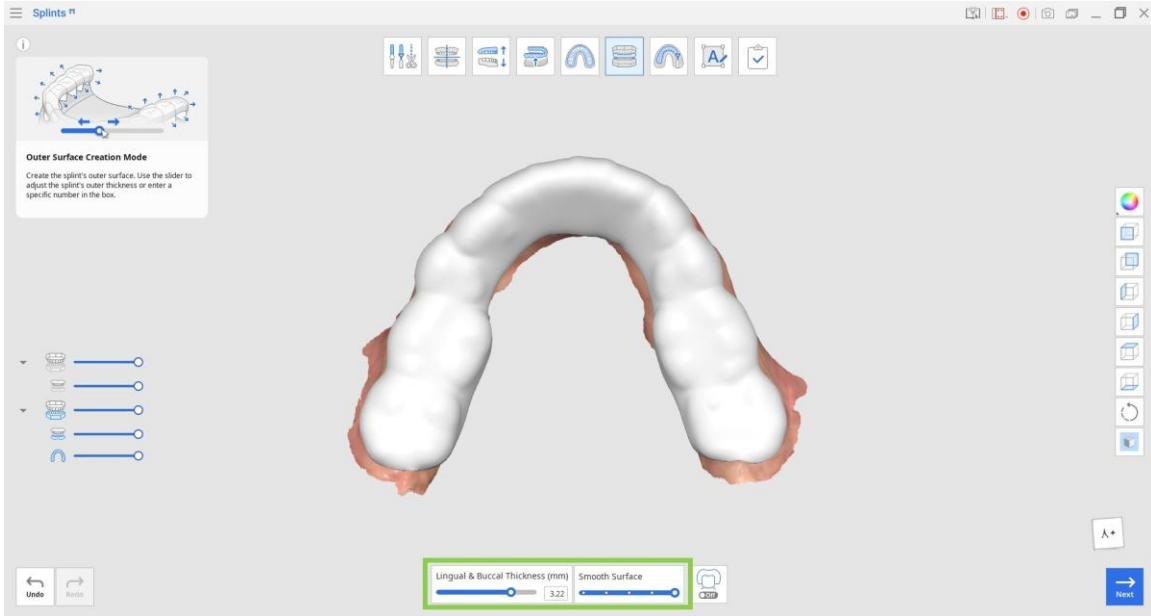 Splints
Outer Surface Creation Mode
Create the splint's outer surface. Use the slider to
adjust the splint's outer thickness or enter a
specific number in the box.
A
Lingual & Buccal Thickness (mm)
3.22
Smooth Surface
Off
Undo
Redo
Next